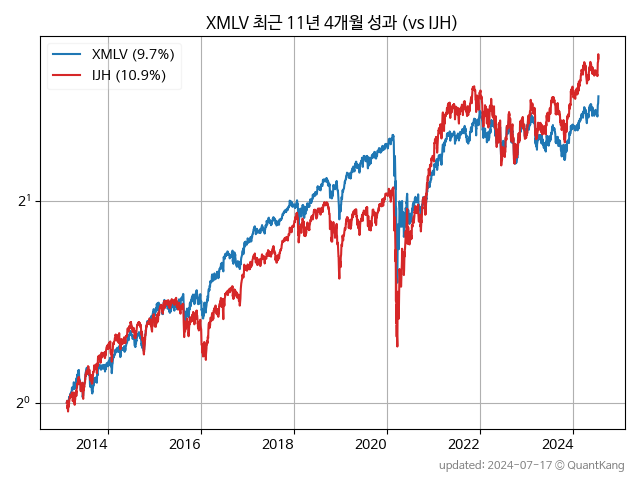 XMLV 최근 11년 4개월 성과 (vs IJH)
XMLV (9.7%)
IJH (10.9%)
2¹
2⁰
2014 2016 2018 2020 2022 2024
updated: 2024-07-17 © QuantKang